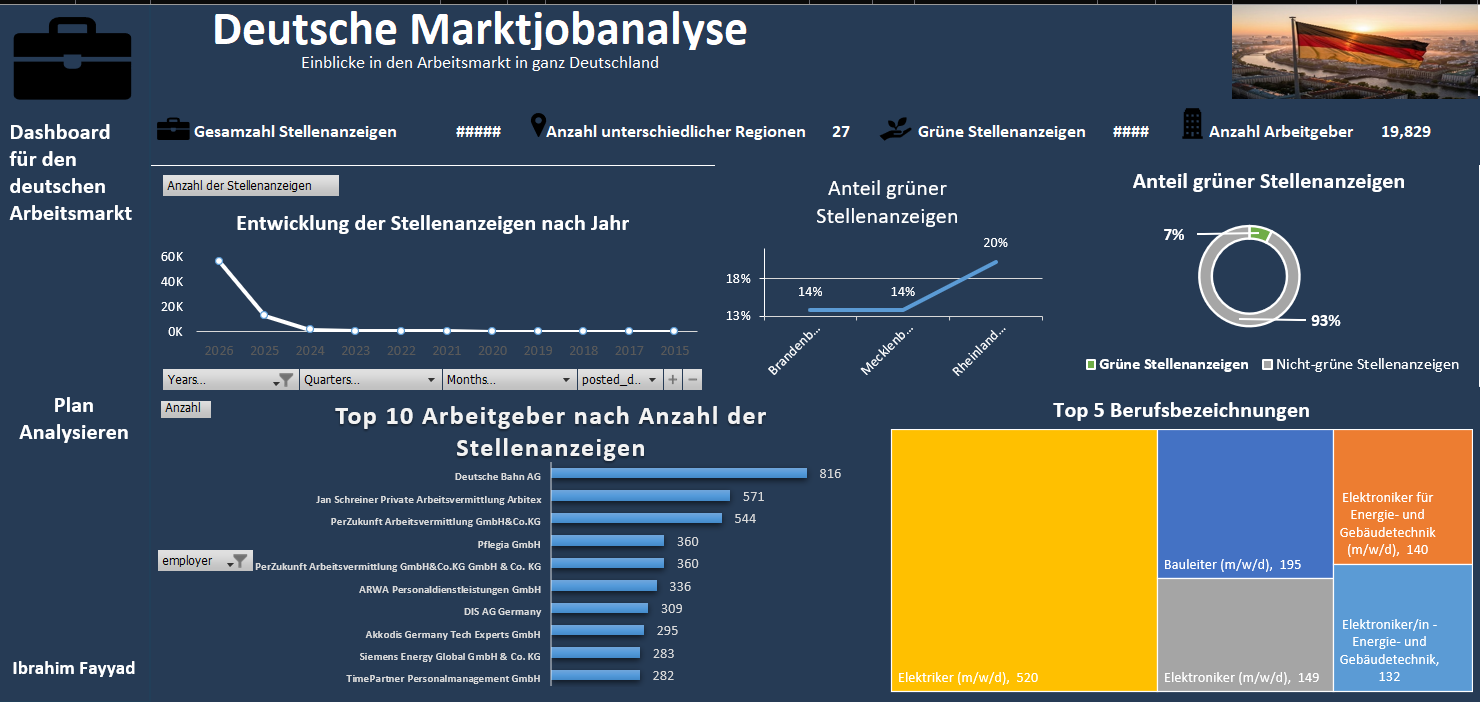 Deutsche Marktjobanalyse
Einblicke in den Arbeitsmarkt in ganz Deutschland
Dashboard
für den
deutschen
Arbeitsmarkt
Gesamzahl Stellenanzeigen #####
Anzahl unterschiedlicher Regionen 27
Grüne Stellenanzeigen ####
Anzahl Arbeitgeber 19,829
Anzahl der Stellenanzeigen
Entwicklung der Stellenanzeigen nach Jahr
60K
40K
20K
0K
2026 2025 2024 2023 2022 2021 2020 2019 2018 2017 2015
Years... Quarters... Months... posted_d.. + −
Anteil grüner
Stellenanzeigen
18%
13%
14% 14% 20%
Brandenb... Mecklenb... Rheinland...
Anteil grüner Stellenanzeigen
7%
93%
Grüne Stellenanzeigen Nicht-grüne Stellenanzeigen
Plan
Analysieren
Anzahl
Top 10 Arbeitgeber nach Anzahl der
Stellenanzeigen
Deutsche Bahn AG 816
Jan Schreiner Private Arbeitsvermittlung Arbitex 571
PerZukunft Arbeitsvermittlung GmbH&Co.KG 544
Pflegia GmbH 360
employer
PerZukunft Arbeitsvermittlung GmbH&Co.KG GmbH & Co. KG 360
ARWA Personaldienstleistungen GmbH 336
DIS AG Germany 309
Akkodis Germany Tech Experts GmbH 295
Siemens Energy Global GmbH & Co. KG 283
TimePartner Personalmanagement GmbH 282
Top 5 Berufsbezeichnungen
Elektriker (m/w/d), 520
Bauleiter (m/w/d), 195
Elektroniker (m/w/d), 149
Elektroniker für
Energie- und
Gebäudetechnik
(m/w/d), 140
Elektroniker/in -
Energie- und
Gebäudetechnik,
132
Ibrahim Fayyad